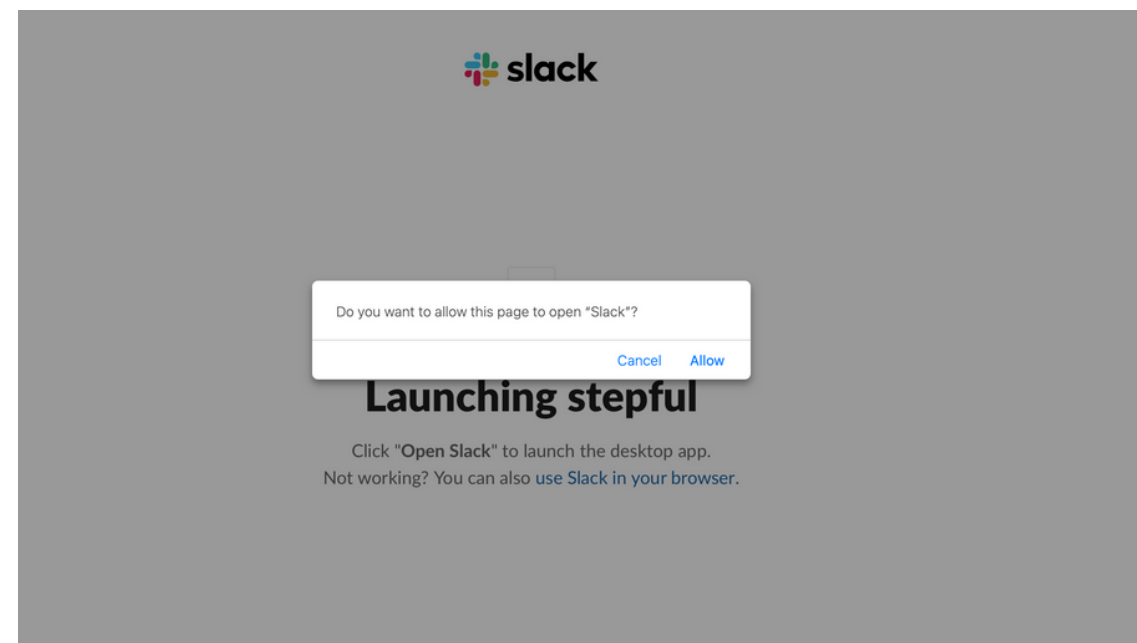 slack
Do you want to allow this page to open “Slack”?
Cancel Allow
Launching stepful
Click "Open Slack" to launch the desktop app.
Not working? You can also use Slack in your browser.